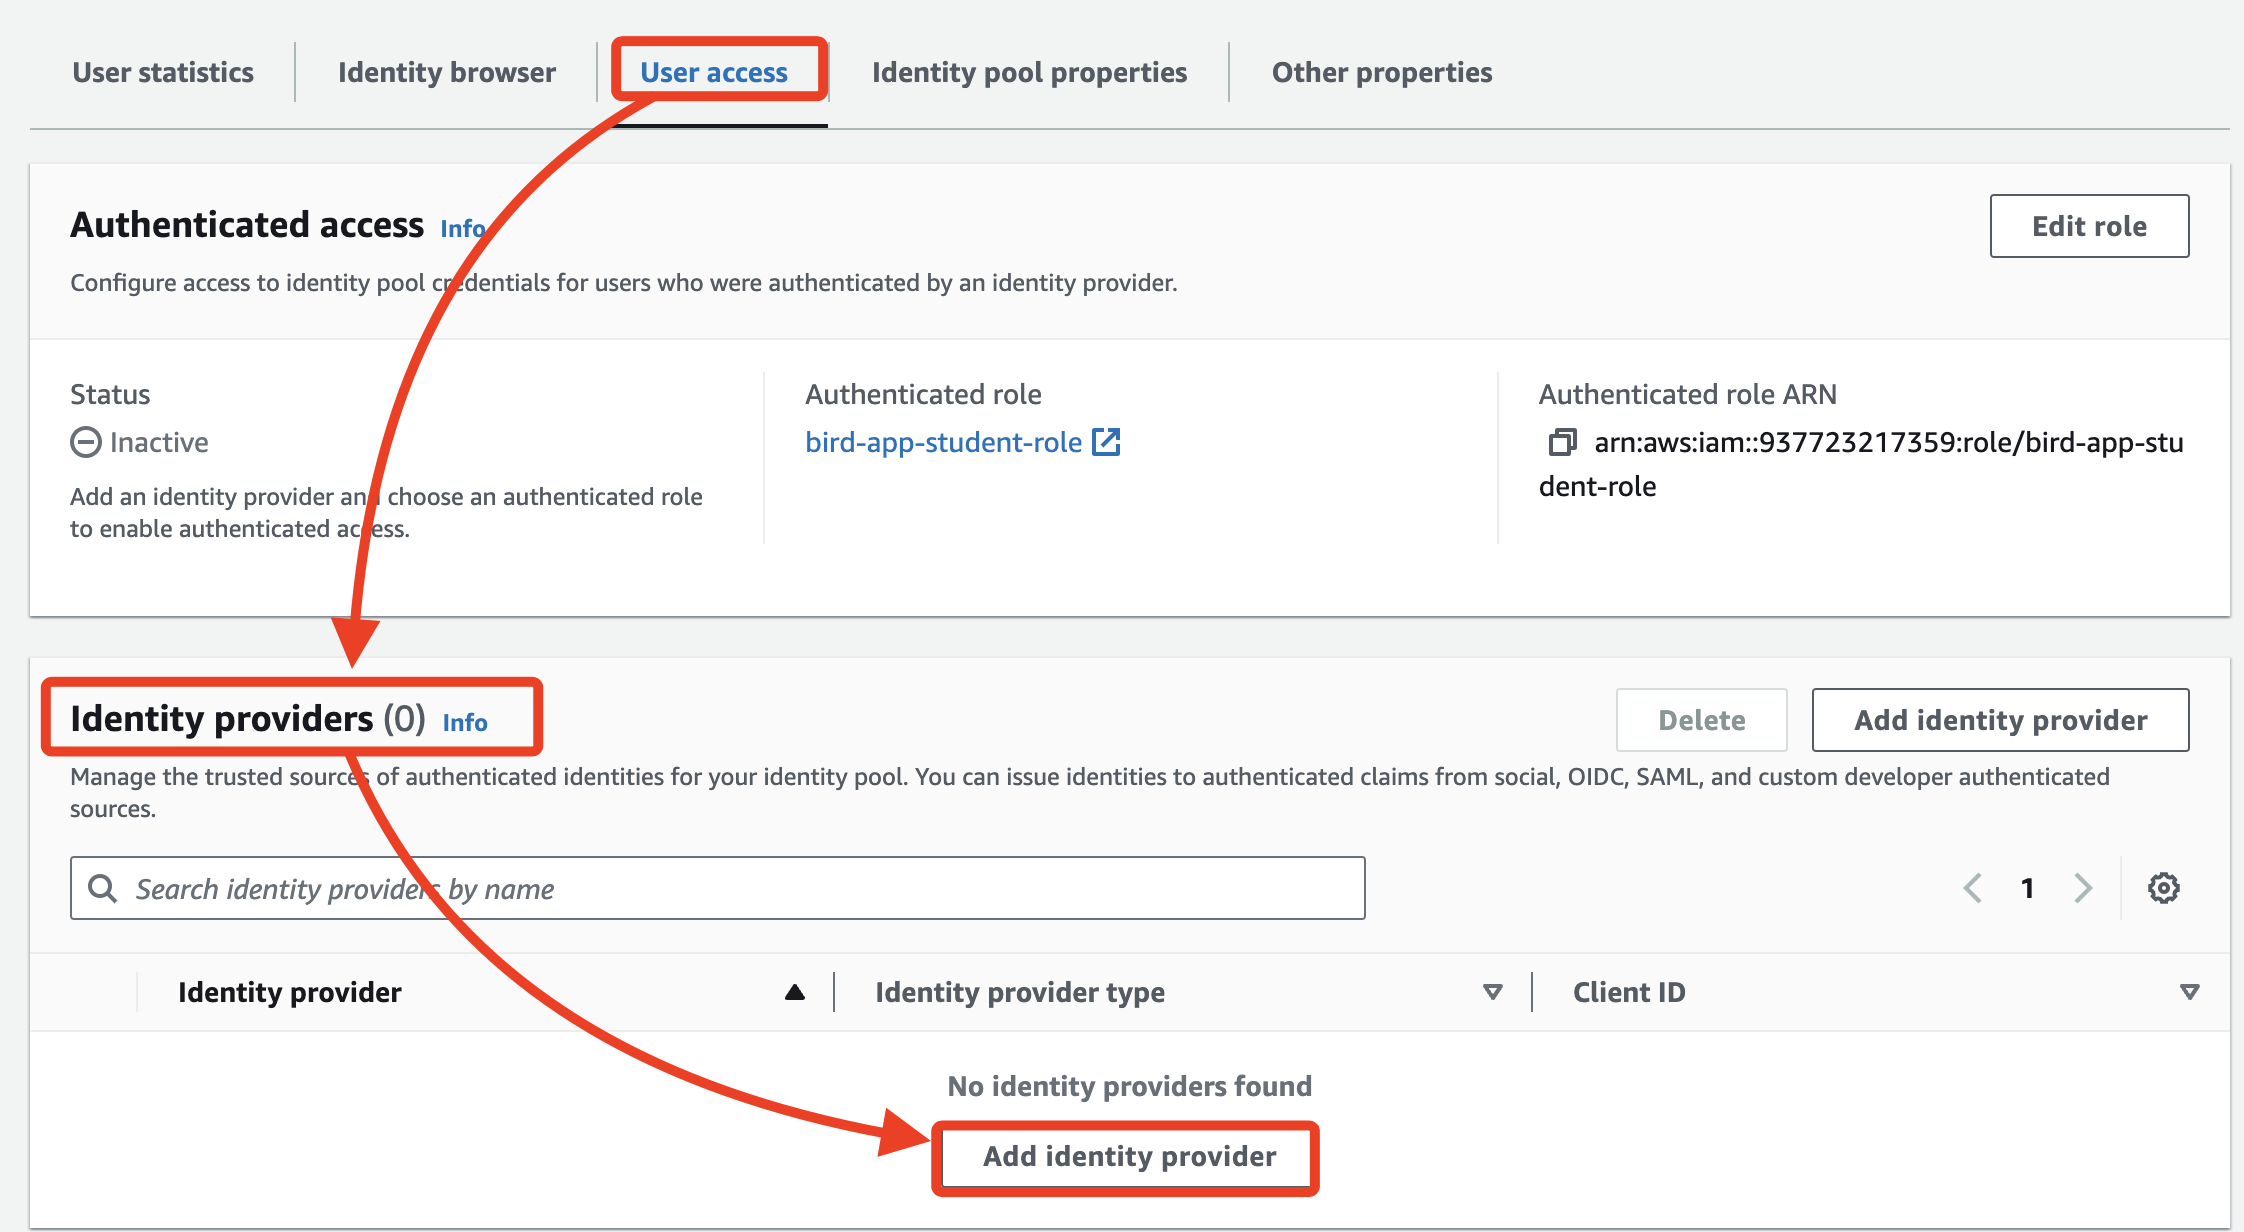 User statistics
Identity browser
User access
Identity pool properties
Other properties
Authenticated access Info
Edit role
Configure access to identity pool credentials for users who were authenticated by an identity provider.
Status
Inactive
Add an identity provider and choose an authenticated role
to enable authenticated access.
Authenticated role
bird-app-student-role
Authenticated role ARN
arn:aws:iam::937723217359:role/bird-app-stu
dent-role
Identity providers (0) Info
Delete
Add identity provider
Manage the trusted sources of authenticated identities for your identity pool. You can issue identities to authenticated claims from social, OIDC, SAML, and custom developer authenticated
sources.
Search identity providers by name
1
Identity provider
Identity provider type
Client ID
No identity providers found
Add identity provider